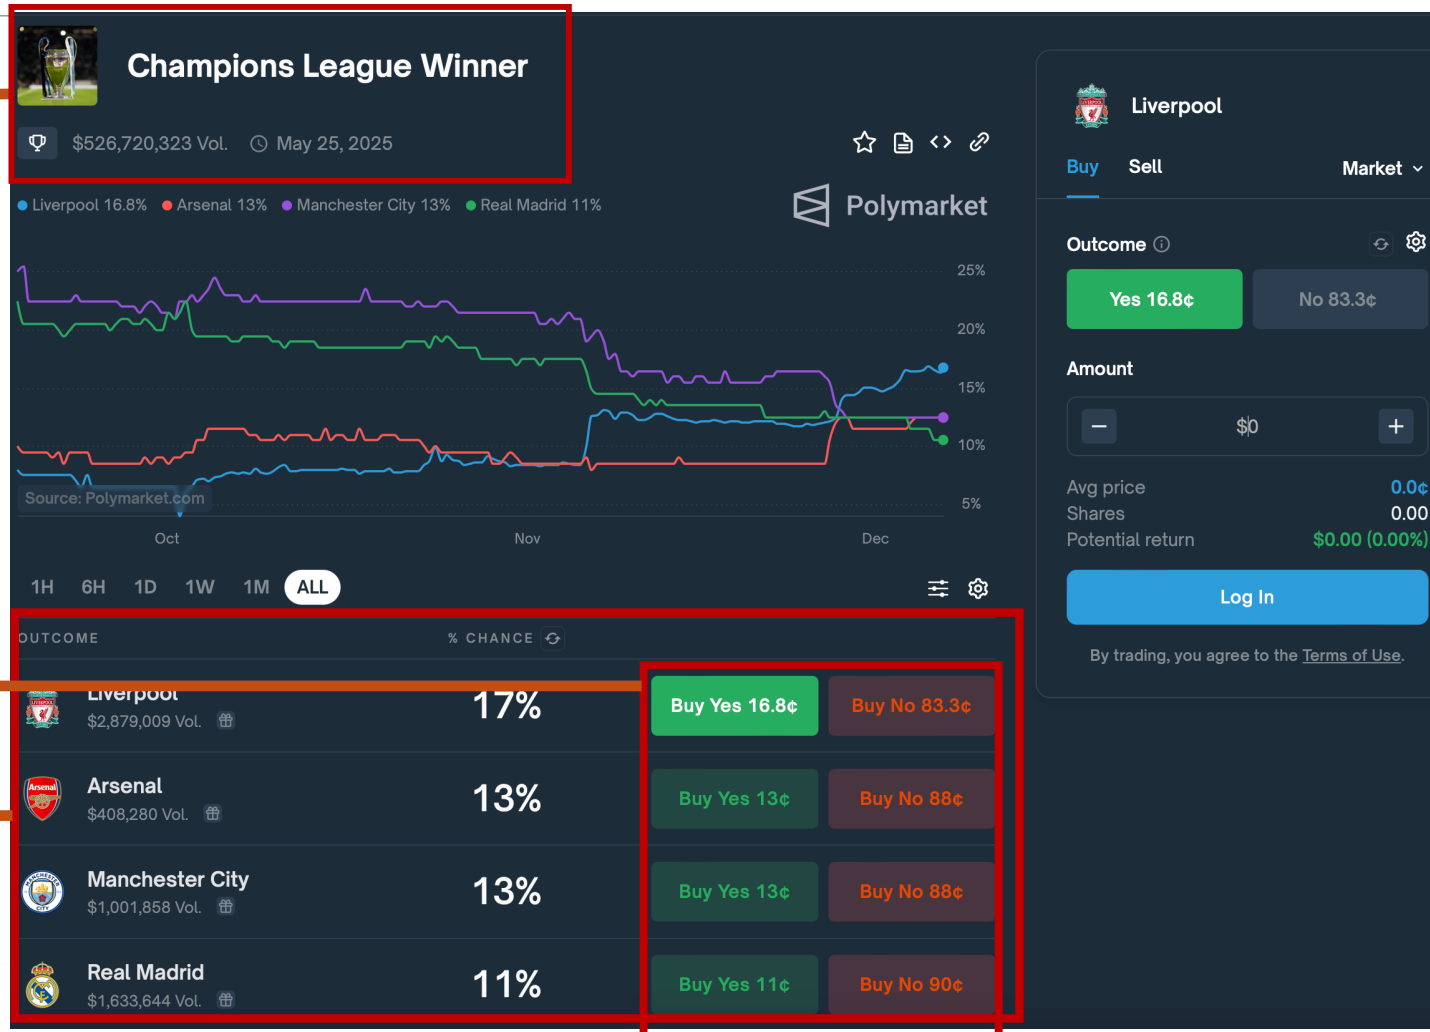 Champions League Winner
$526,720,323 Vol. May 25, 2025
Liverpool 16.8% Arsenal 13% Manchester City 13% Real Madrid 11%
Polymarket
25%
20%
15%
10%
5%
Source: Polymarket.com
Oct Nov Dec
1H 6H 1D 1W 1M ALL
OUTCOME % CHANCE
Liverpool
$2,879,009 Vol.
17%
Buy Yes 16.8¢ Buy No 83.3¢
Arsenal
$408,280 Vol.
13%
Buy Yes 13¢ Buy No 88¢
Manchester City
$1,001,858 Vol.
13%
Buy Yes 13¢ Buy No 88¢
Real Madrid
$1,633,644 Vol.
11%
Buy Yes 11¢ Buy No 90¢
Liverpool
Buy Sell Market
Outcome
Yes 16.8¢ No 83.3¢
Amount
− $0 +
Avg price 0.0¢
Shares 0.00
Potential return $0.00 (0.00%)
Log In
By trading, you agree to the Terms of Use.